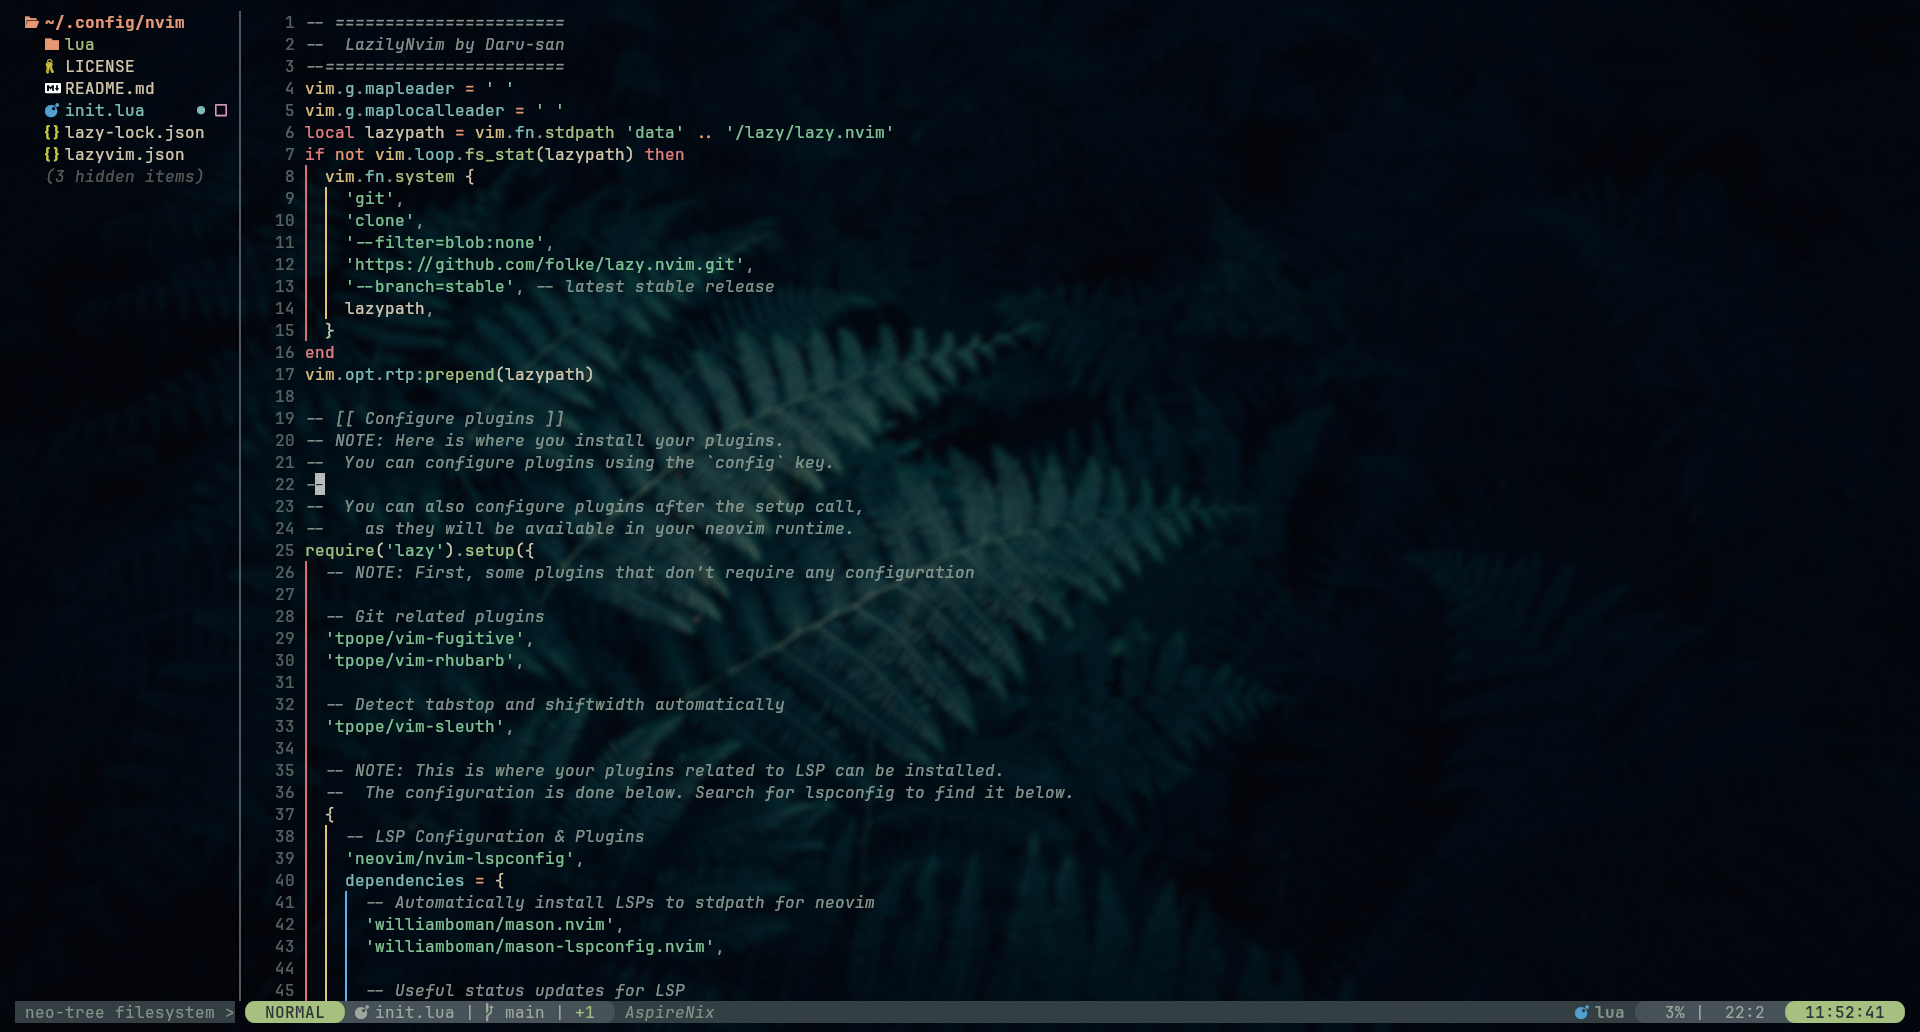 ~/.config/nvim
lua
LICENSE
README.md
init.lua
lazy-lock.json
lazyvim.json
(3 hidden items)
1 -- =======================
2 --  LazilyNvim by Daru-san
3 --========================
4 vim.g.mapleader = ' '
5 vim.g.maplocalleader = ' '
6 local lazypath = vim.fn.stdpath 'data' .. '/lazy/lazy.nvim'
7 if not vim.loop.fs_stat(lazypath) then
8   vim.fn.system {
9     'git',
10     'clone',
11     '--filter=blob:none',
12     'https://github.com/folke/lazy.nvim.git',
13     '--branch=stable', -- latest stable release
14     lazypath,
15   }
16 end
17 vim.opt.rtp:prepend(lazypath)
18
19 -- [[ Configure plugins ]]
20 -- NOTE: Here is where you install your plugins.
21 --  You can configure plugins using the `config` key.
22 --
23 --  You can also configure plugins after the setup call,
24 --    as they will be available in your neovim runtime.
25 require('lazy').setup({
26   -- NOTE: First, some plugins that don't require any configuration
27
28   -- Git related plugins
29   'tpope/vim-fugitive',
30   'tpope/vim-rhubarb',
31
32   -- Detect tabstop and shiftwidth automatically
33   'tpope/vim-sleuth',
34
35   -- NOTE: This is where your plugins related to LSP can be installed.
36   --  The configuration is done below. Search for lspconfig to find it below.
37   {
38     -- LSP Configuration & Plugins
39     'neovim/nvim-lspconfig',
40     dependencies = {
41       -- Automatically install LSPs to stdpath for neovim
42       'williamboman/mason.nvim',
43       'williamboman/mason-lspconfig.nvim',
44
45       -- Useful status updates for LSP
neo-tree filesystem > NORMAL init.lua | main | +1 AspireNix lua 3% | 22:2 11:52:41